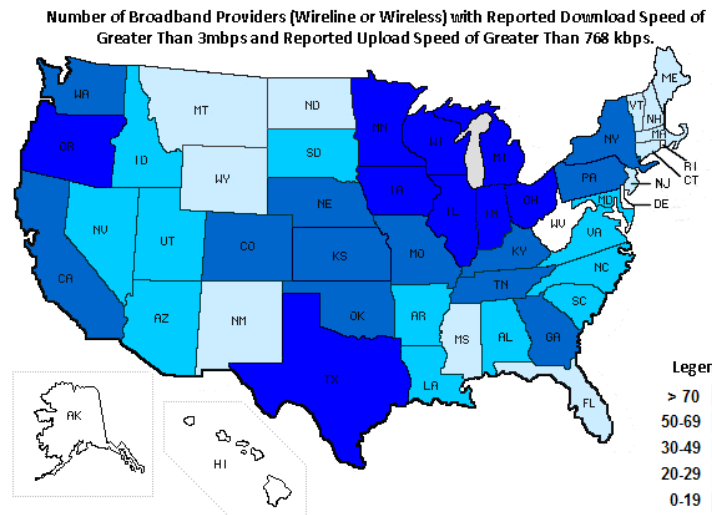 Number of Broadband Providers (Wireline or Wireless) with Reported Download Speed of
Greater Than 3mbps and Reported Upload Speed of Greater Than 768 kbps.
WA
MT
ND
MN
ME
VT
NH
OR
ID
SD
WI
MI
NY
MA
WY
RI
CT
IA
PA
NJ
NE
OH
MD
DE
NV
UT
CO
IL
IN
WV
VA
CA
KS
MO
KY
NC
TN
AZ
NM
OK
AR
SC
MS
AL
GA
TX
LA
FL
AK
HI
Leger
> 70
50-69
30-49
20-29
0-19